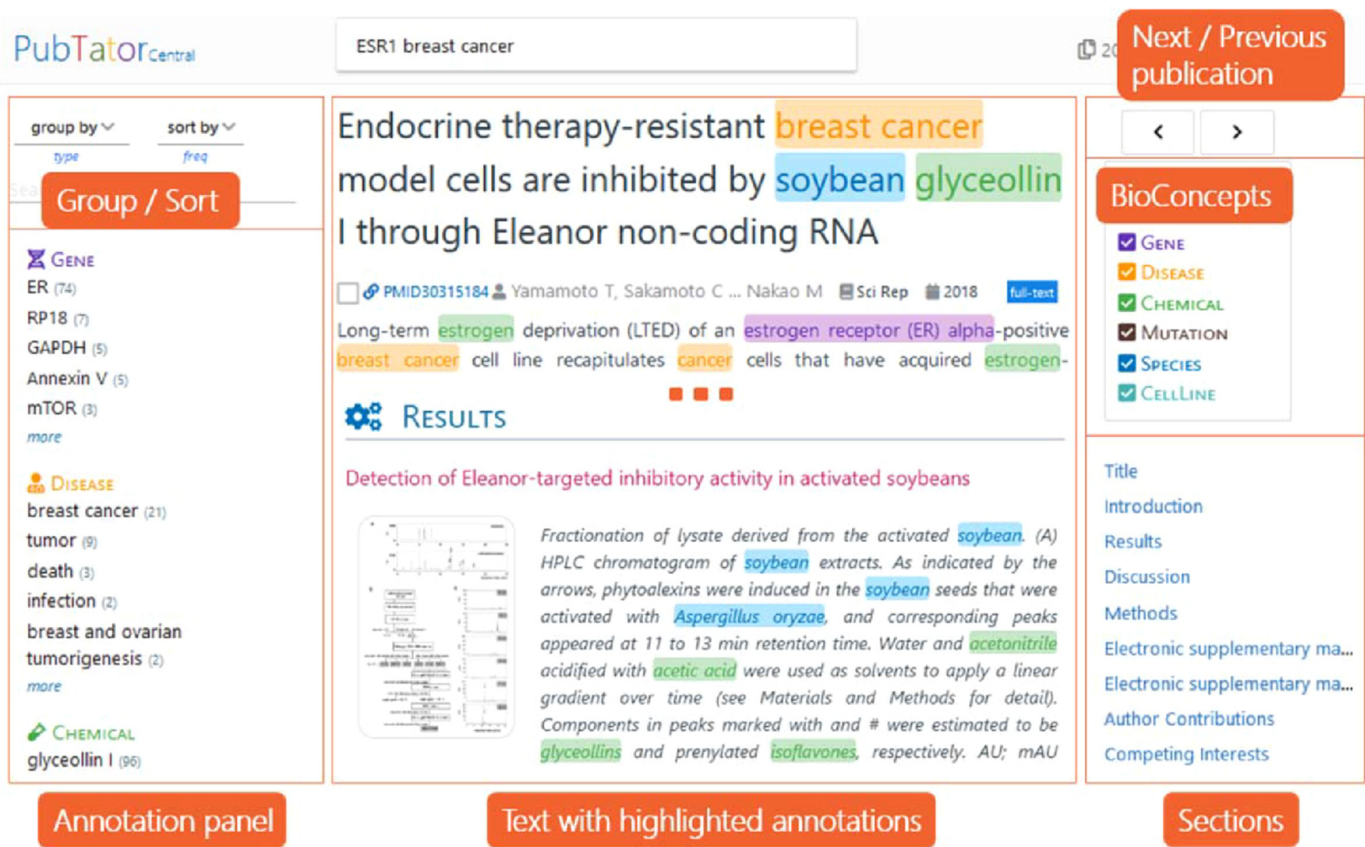 PubTatorCentral
ESR1 breast cancer
20
Next / Previous
publication
group by
sort by
type
freq
Sea
Group / Sort
GENE
ER (74)
RP18 (7)
GAPDH (5)
Annexin V (5)
mTOR (3)
more
DISEASE
breast cancer (21)
tumor (9)
death (3)
infection (2)
breast and ovarian
tumorigenesis (2)
more
CHEMICAL
glyceollin I (96)
Annotation panel
Endocrine therapy-resistant breast cancer
model cells are inhibited by soybean glyceollin
I through Eleanor non-coding RNA
PMID30315184 Yamamoto T, Sakamoto C ... Nakao M Sci Rep 2018 full-text
Long-term estrogen deprivation (LTED) of an estrogen receptor (ER) alpha-positive
breast cancer cell line recapitulates cancer cells that have acquired estrogen-
RESULTS
Detection of Eleanor-targeted inhibitory activity in activated soybeans
Fractionation of lysate derived from the activated soybean. (A)
HPLC chromatogram of soybean extracts. As indicated by the
arrows, phytoalexins were induced in the soybean seeds that were
activated with Aspergillus oryzae, and corresponding peaks
appeared at 11 to 13 min retention time. Water and acetonitrile
acidified with acetic acid were used as solvents to apply a linear
gradient over time (see Materials and Methods for detail).
Components in peaks marked with and # were estimated to be
glyceollins and prenylated isoflavones, respectively. AU; mAU
Text with highlighted annotations
BioConcepts
GENE
DISEASE
CHEMICAL
MUTATION
SPECIES
CELLLINE
Title
Introduction
Results
Discussion
Methods
Electronic supplementary ma...
Electronic supplementary ma...
Author Contributions
Competing Interests
Sections